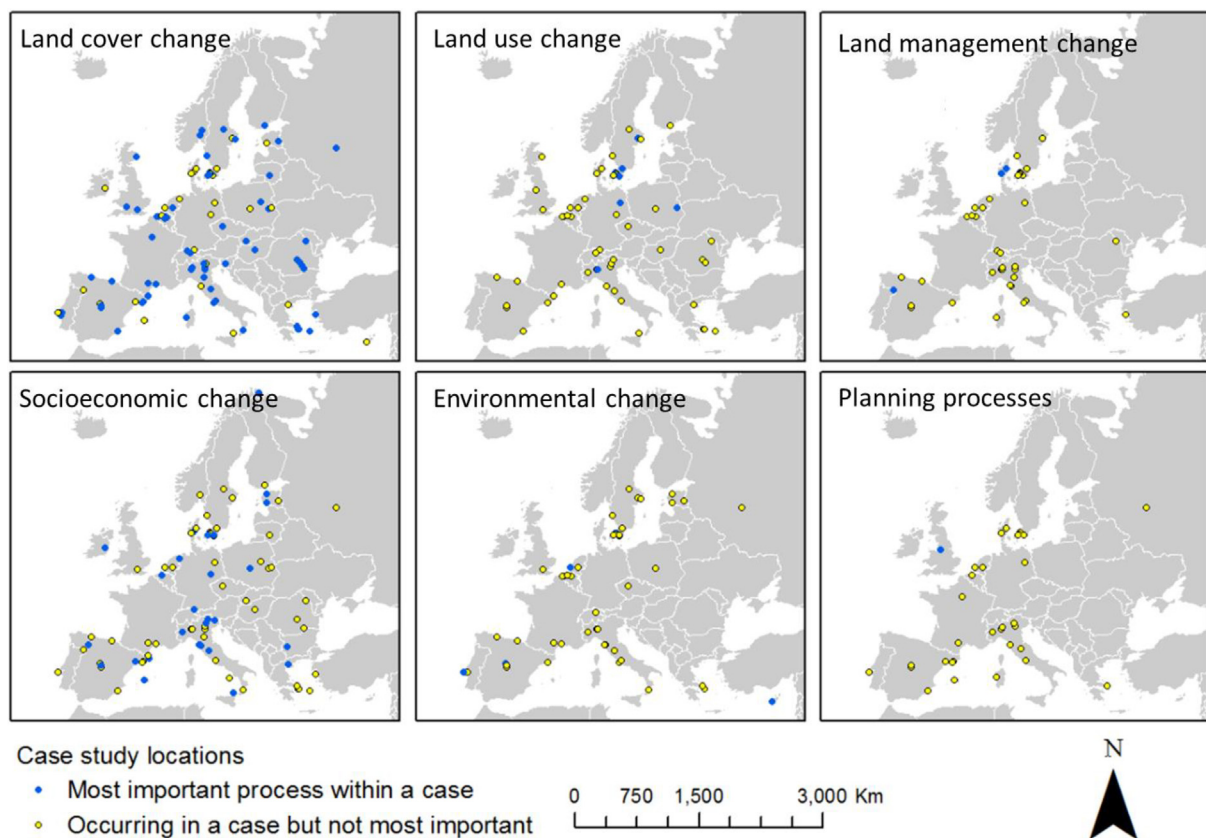 Land cover change
Land use change
Land management change
Socioeconomic change
Environmental change
Planning processes
Case study locations
Most important process within a case
Occurring in a case but not most important
0 750 1,500 3,000 Km
N